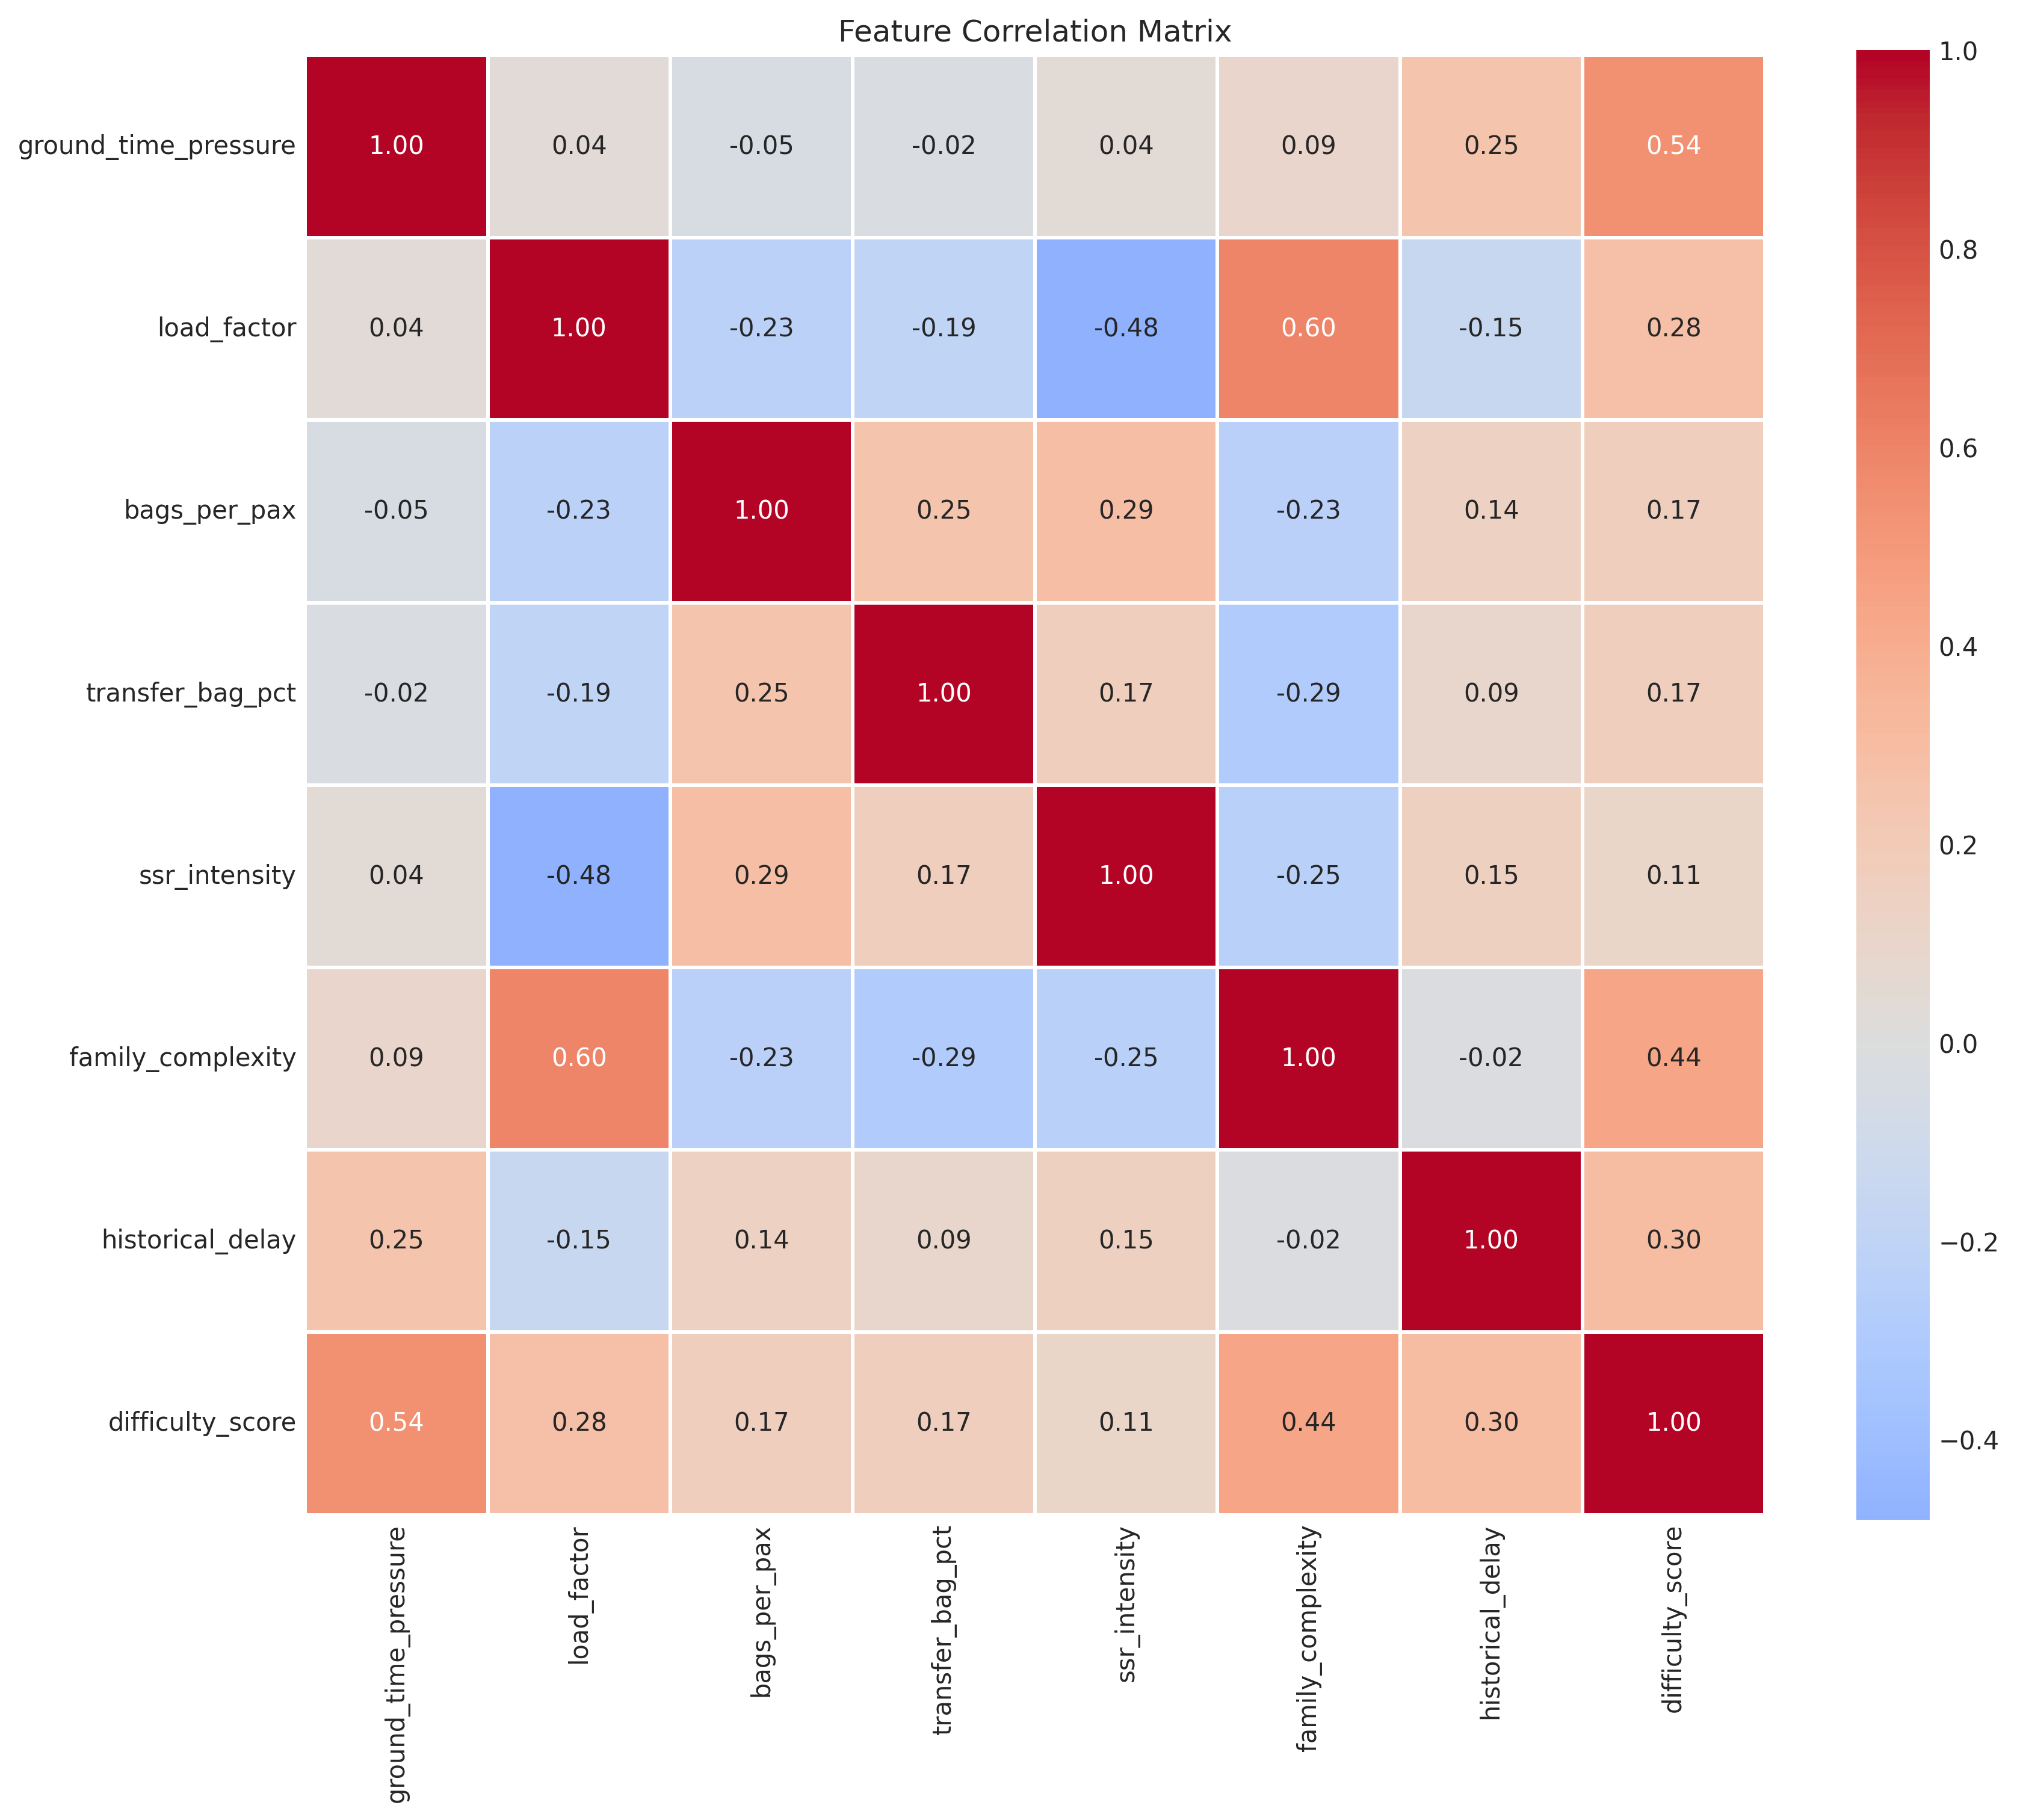 Feature Correlation Matrix
ground_time_pressure 1.00 0.04 -0.05 -0.02 0.04 0.09 0.25 0.54
load_factor 0.04 1.00 -0.23 -0.19 -0.48 0.60 -0.15 0.28
bags_per_pax -0.05 -0.23 1.00 0.25 0.29 -0.23 0.14 0.17
transfer_bag_pct -0.02 -0.19 0.25 1.00 0.17 -0.29 0.09 0.17
ssr_intensity 0.04 -0.48 0.29 0.17 1.00 -0.25 0.15 0.11
family_complexity 0.09 0.60 -0.23 -0.29 -0.25 1.00 -0.02 0.44
historical_delay 0.25 -0.15 0.14 0.09 0.15 -0.02 1.00 0.30
difficulty_score 0.54 0.28 0.17 0.17 0.11 0.44 0.30 1.00
ground_time_pressure
load_factor
bags_per_pax
transfer_bag_pct
ssr_intensity
family_complexity
historical_delay
difficulty_score
1.0
0.8
0.6
0.4
0.2
0.0
−0.2
−0.4